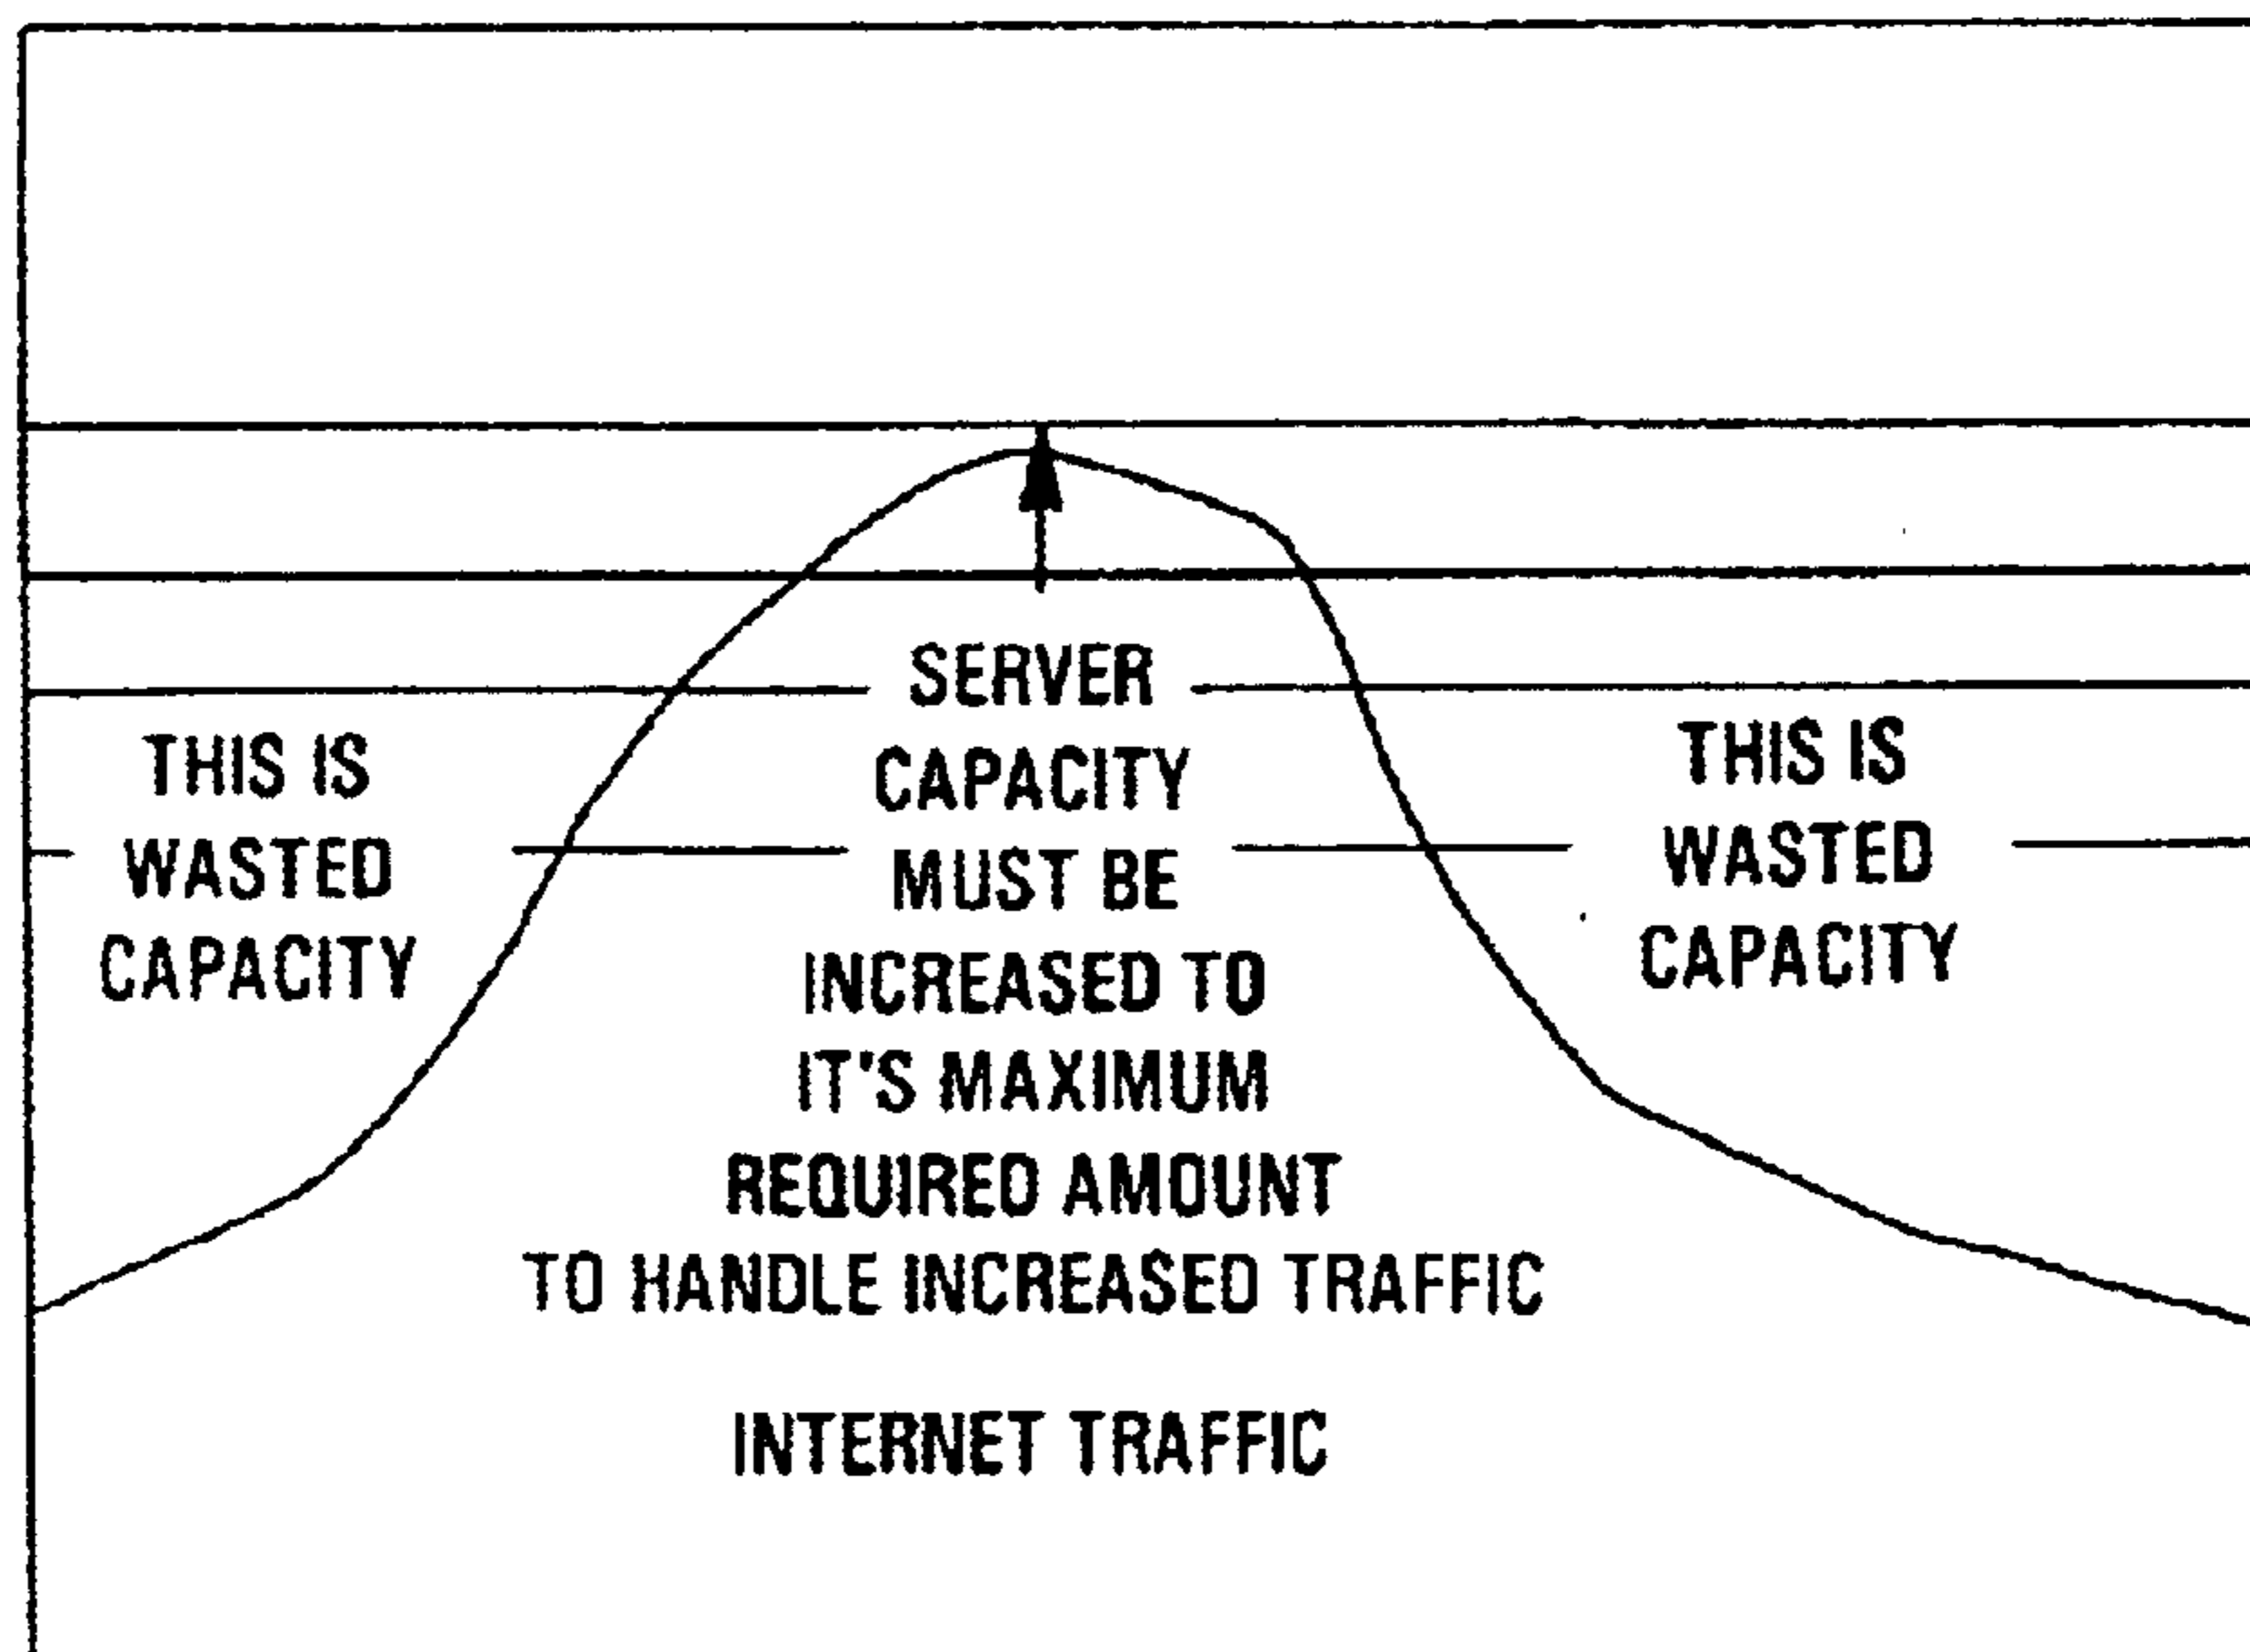 SERVER
CAPACITY
MUST BE
INCREASED TO
IT'S MAXIMUM
REQUIRED AMOUNT
TO HANDLE INCREASED TRAFFIC
THIS IS
WASTED
CAPACITY
THIS IS
WASTED
CAPACITY
INTERNET TRAFFIC